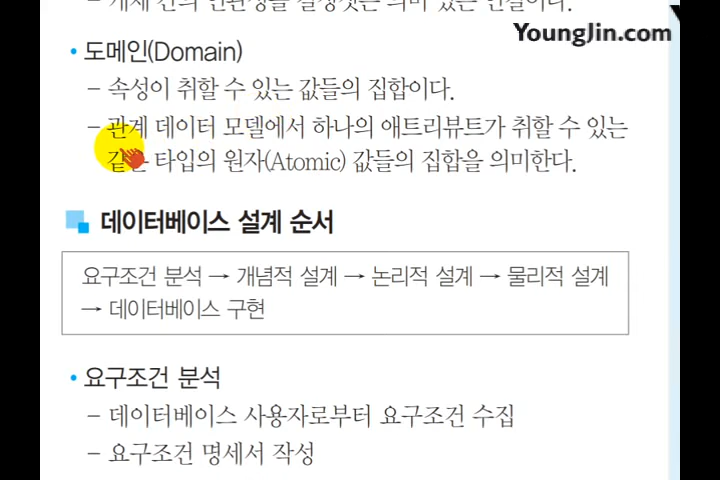 YoungJin.com
• 도메인(Domain)
– 속성이 취할 수 있는 값들의 집합이다.
– 관계 데이터 모델에서 하나의 애트리뷰트가 취할 수 있는
같은 타입의 원자(Atomic) 값들의 집합을 의미한다.
데이터베이스 설계 순서
요구조건 분석 → 개념적 설계 → 논리적 설계 → 물리적 설계
→ 데이터베이스 구현
• 요구조건 분석
– 데이터베이스 사용자로부터 요구조건 수집
– 요구조건 명세서 작성